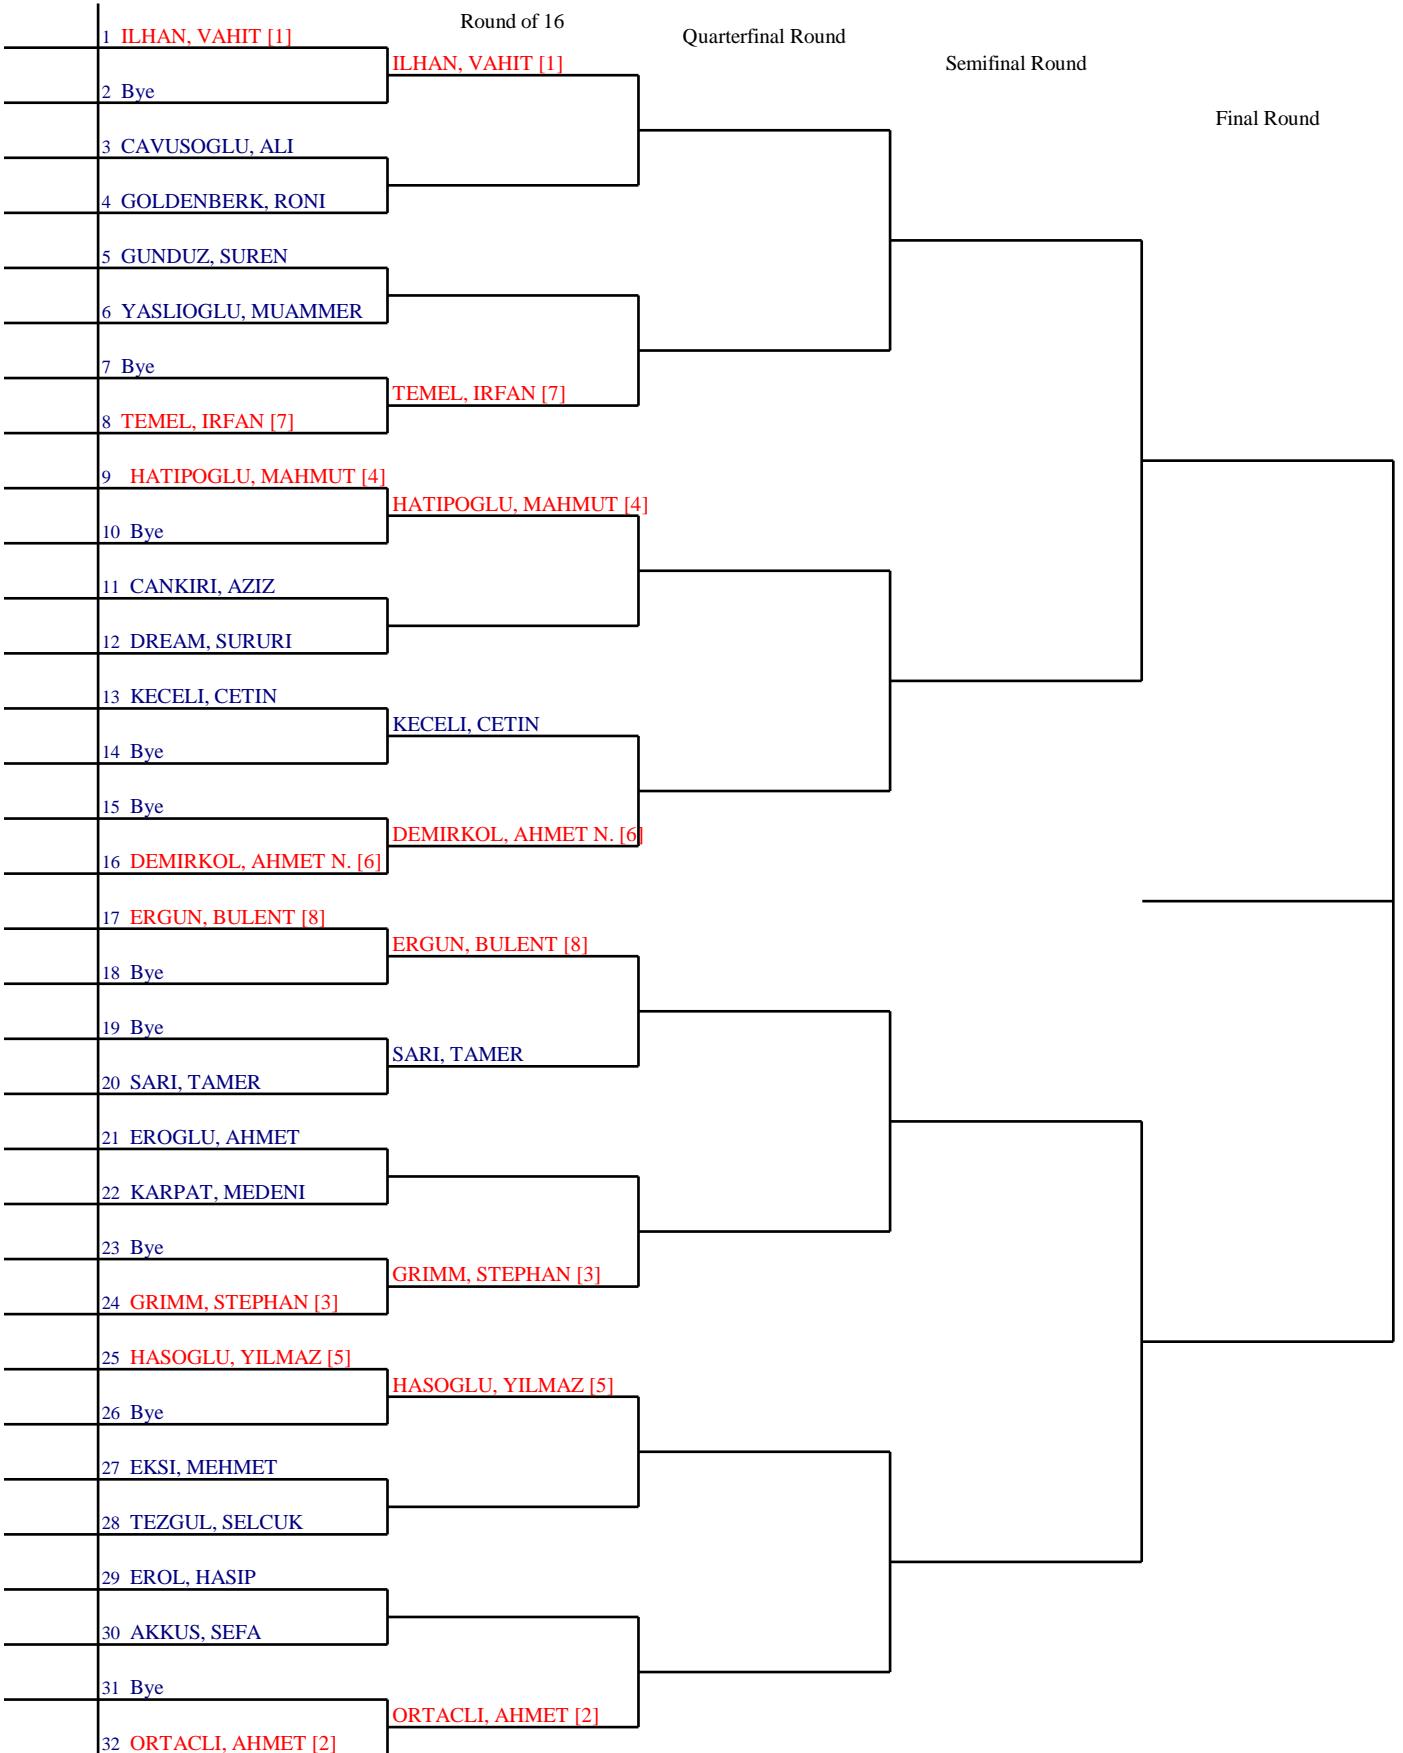 Round of 16
Quarterfinal Round
Semifinal Round
Final Round
1 ILHAN, VAHIT [1]
ILHAN, VAHIT [1]
2 Bye
3 CAVUSOGLU, ALI
4 GOLDENBERK, RONI
5 GUNDUZ, SUREN
6 YASLIOGLU, MUAMMER
7 Bye
TEMEL, IRFAN [7]
8 TEMEL, IRFAN [7]
9 HATIPOGLU, MAHMUT [4]
HATIPOGLU, MAHMUT [4]
10 Bye
11 CANKIRI, AZIZ
12 DREAM, SURURI
13 KECELI, CETIN
KECELI, CETIN
14 Bye
15 Bye
DEMIRKOL, AHMET N. [6]
16 DEMIRKOL, AHMET N. [6]
17 ERGUN, BULENT [8]
ERGUN, BULENT [8]
18 Bye
19 Bye
SARI, TAMER
20 SARI, TAMER
21 EROGLU, AHMET
22 KARPAT, MEDENI
23 Bye
GRIMM, STEPHAN [3]
24 GRIMM, STEPHAN [3]
25 HASOGLU, YILMAZ [5]
HASOGLU, YILMAZ [5]
26 Bye
27 EKSI, MEHMET
28 TEZGUL, SELCUK
29 EROL, HASIP
30 AKKUS, SEFA
31 Bye
ORTACLI, AHMET [2]
32 ORTACLI, AHMET [2]